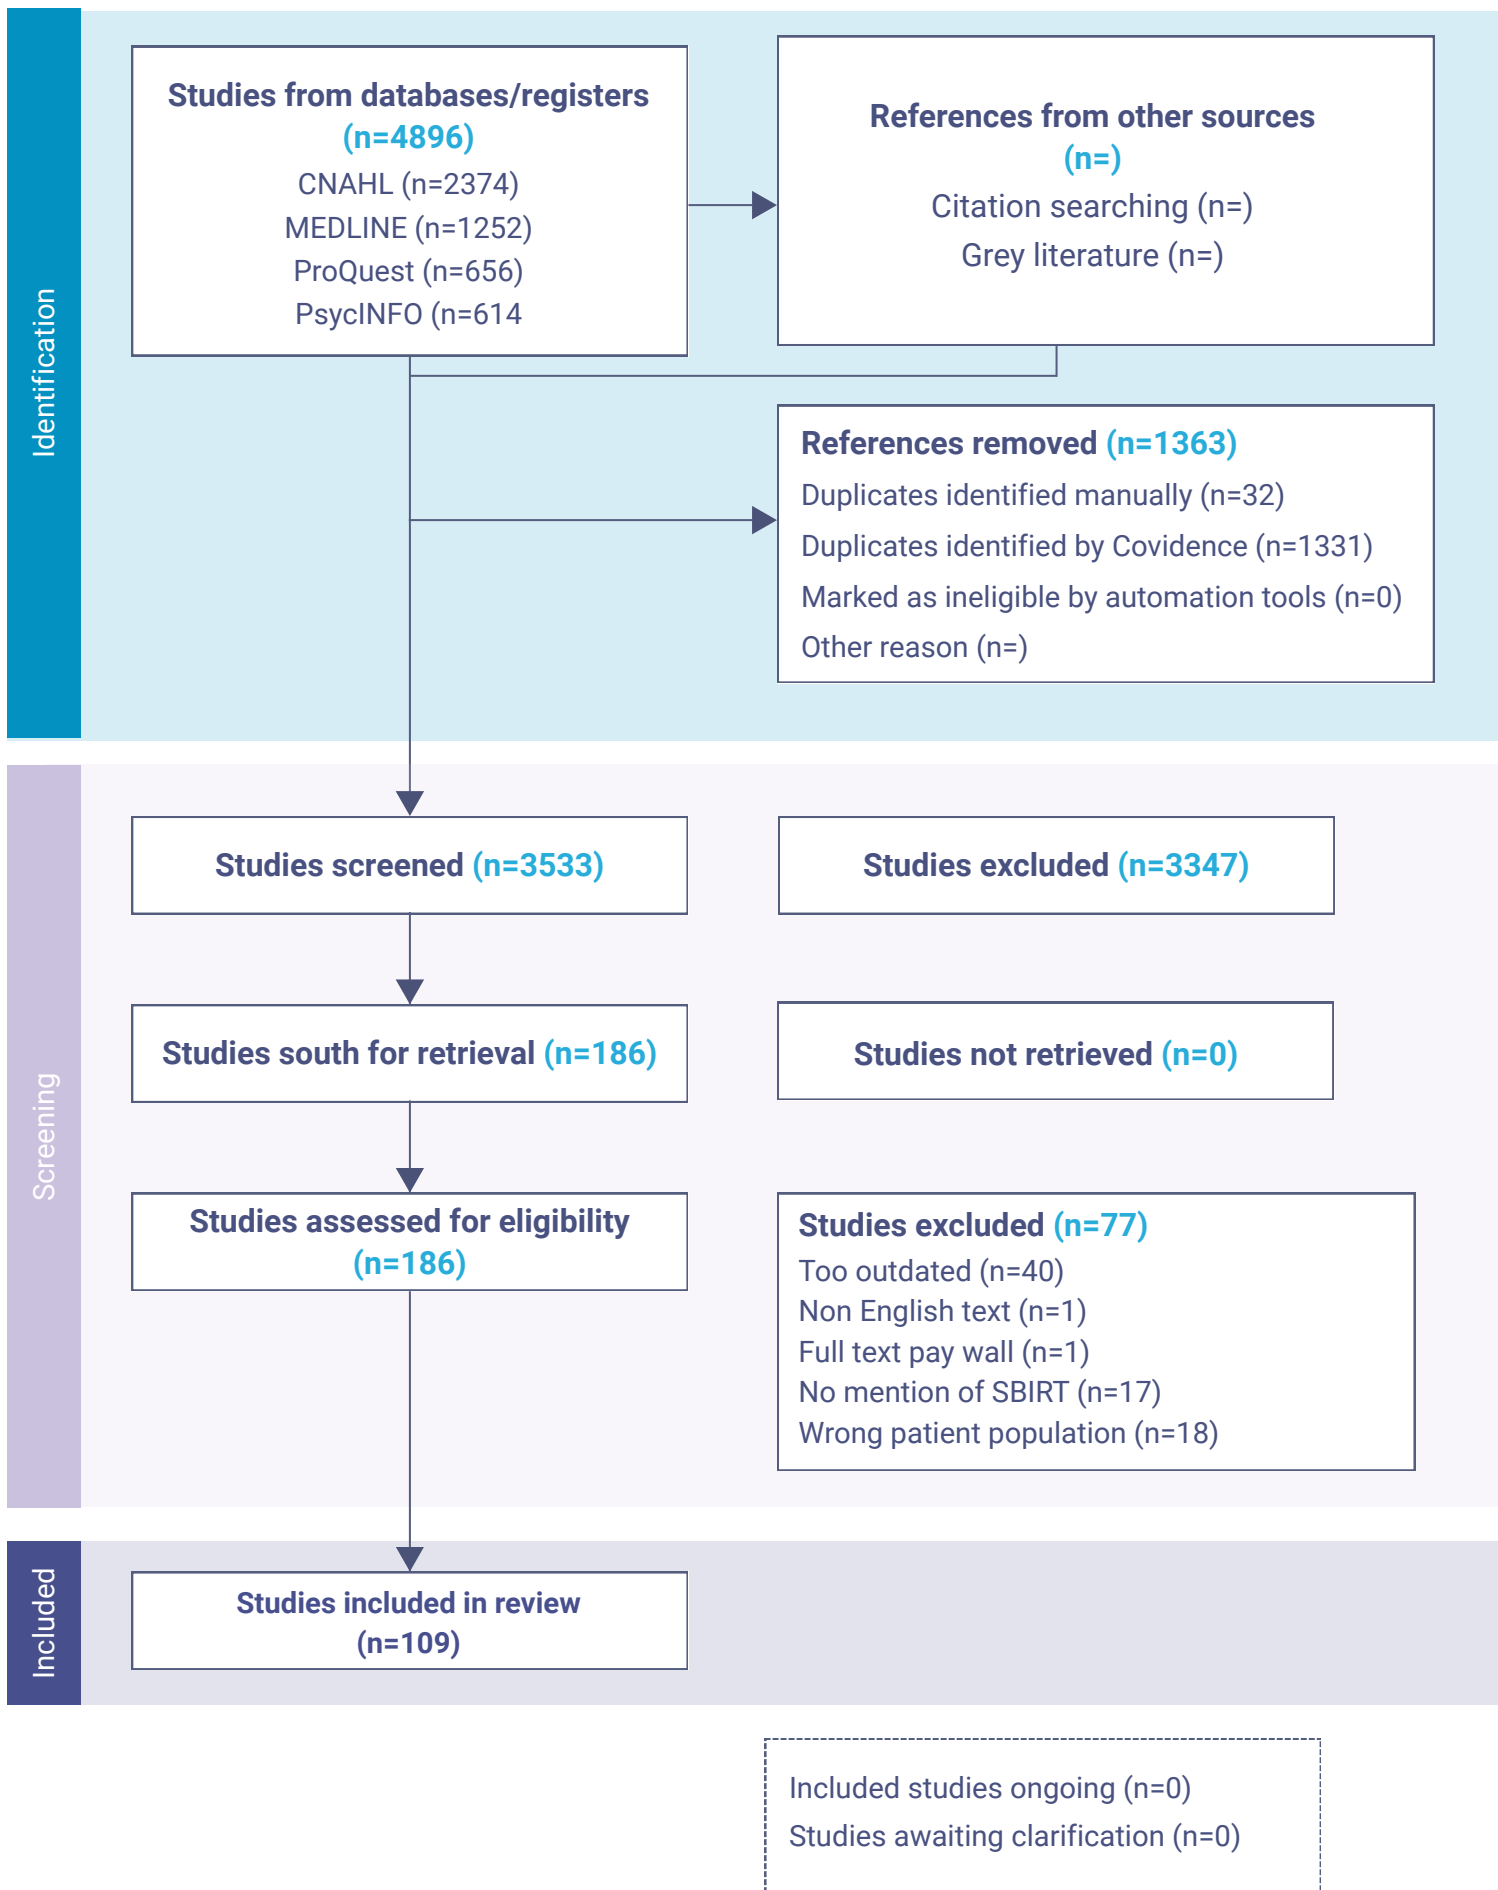 Identification
Studies from databases/registers
(n=4896)
CNAHL (n=2374)
MEDLINE (n=1252)
ProQuest (n=656)
PsycINFO (n=614
References from other sources
(n=)
Citation searching (n=)
Grey literature (n=)
References removed (n=1363)
Duplicates identified manually (n=32)
Duplicates identified by Covidence (n=1331)
Marked as ineligible by automation tools (n=0)
Other reason (n=)
Screening
Studies screened (n=3533)
Studies excluded (n=3347)
Studies south for retrieval (n=186)
Studies not retrieved (n=0)
Studies assessed for eligibility
(n=186)
Studies excluded (n=77)
Too outdated (n=40)
Non English text (n=1)
Full text pay wall (n=1)
No mention of SBIRT (n=17)
Wrong patient population (n=18)
Included
Studies included in review
(n=109)
Included studies ongoing (n=0)
Studies awaiting clarification (n=0)